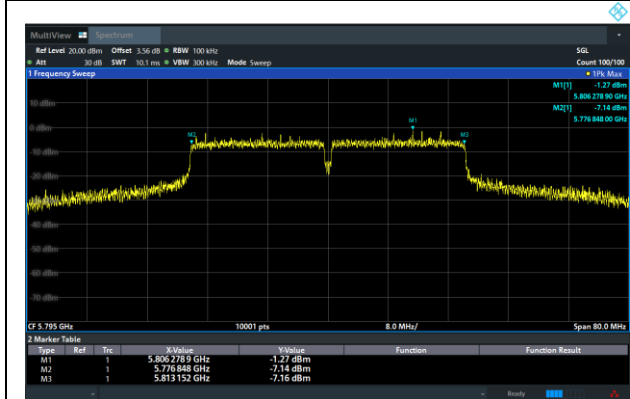 MultiView Spectrum
Ref Level 20.00 dBm Offset 3.56 dB RBW 100 kHz SGL
Att 30 dB SWT 10.1 ms VBW 300 kHz Mode Sweep Count 100/100
1 Frequency Sweep 1Pk Max
M1[1] -1.27 dBm
5.806 278 90 GHz
M2[1] -7.14 dBm
5.776 848 00 GHz
10 dBm
0 dBm
M1
M2
M3
-10 dBm
-20 dBm
-40 dBm
-50 dBm
-60 dBm
-70 dBm
CF 5.795 GHz 10001 pts 8.0 MHz/ Span 80.0 MHz
2 Marker Table
Type Ref Trc X-Value Y-Value Function Function Result
M1 1 5.806 278 9 GHz -1.27 dBm
M2 1 5.776 848 GHz -7.14 dBm
M3 1 5.813 152 GHz -7.16 dBm
Ready